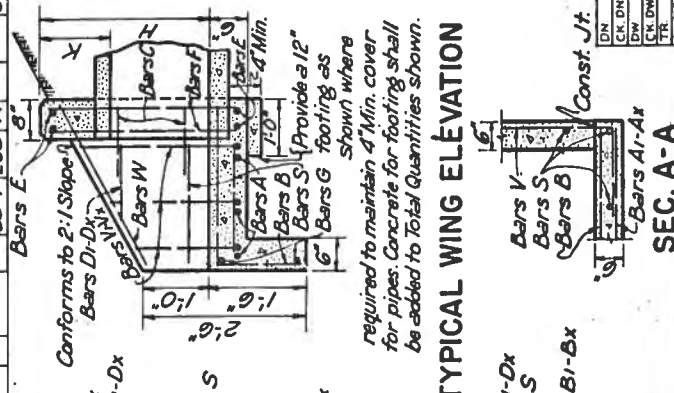 Bars E
8"
K
H
Conforms to 2:1 Slope
Bars D1-Dx
Bars V1-Vx
Bars W
Bars C
Bars F
6"
Bars E
4" Min.
1'-0"
1'-0"
1'-6"
2'-6"
6"
Bars A
Bars B
Bars S
Bars G
Provide a 12"
footing as
shown where
required to maintain 4" Min. cover
for pipes. Concrete for footing shall
be added to Total Quantities shown.
TYPICAL WING ELEVATION
-Dx
S
x
1-Dx
S
B1-Bx
6"
Bars V
Bars S
Bars B
Const. Jt.
6"
Bars A1-Ax
SEC. A-A
DN
CK. DN
DW
CK. DW
TR.